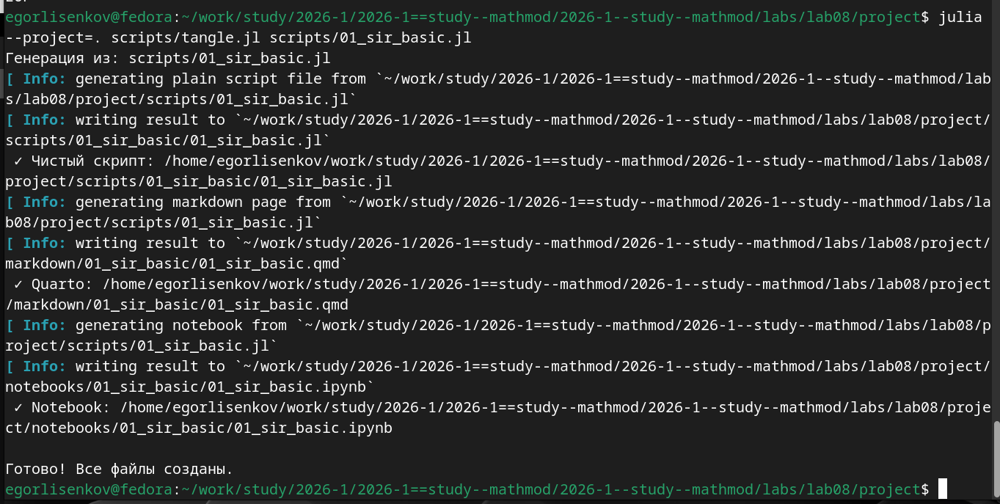 egorlisenkov@fedora:~/work/study/2026-1/2026-1==study--mathmod/2026-1--study--mathmod/labs/lab08/project$ julia
--project=. scripts/tangle.jl scripts/01_sir_basic.jl
Генерация из: scripts/01_sir_basic.jl
[ Info: generating plain script file from `~/work/study/2026-1/2026-1==study--mathmod/2026-1--study--mathmod/lab
s/lab08/project/scripts/01_sir_basic.jl`
[ Info: writing result to `~/work/study/2026-1/2026-1==study--mathmod/2026-1--study--mathmod/labs/lab08/project/
scripts/01_sir_basic/01_sir_basic.jl`
✓ Чистый скрипт: /home/egorlisenkov/work/study/2026-1/2026-1==study--mathmod/2026-1--study--mathmod/labs/lab08/
project/scripts/01_sir_basic/01_sir_basic.jl
[ Info: generating markdown page from `~/work/study/2026-1/2026-1==study--mathmod/2026-1--study--mathmod/labs/la
b08/project/scripts/01_sir_basic.jl`
[ Info: writing result to `~/work/study/2026-1/2026-1==study--mathmod/2026-1--study--mathmod/labs/lab08/project/
markdown/01_sir_basic/01_sir_basic.qmd`
✓ Quarto: /home/egorlisenkov/work/study/2026-1/2026-1==study--mathmod/2026-1--study--mathmod/labs/lab08/project
/markdown/01_sir_basic/01_sir_basic.qmd
[ Info: generating notebook from `~/work/study/2026-1/2026-1==study--mathmod/2026-1--study--mathmod/labs/lab08/p
roject/scripts/01_sir_basic.jl`
[ Info: writing result to `~/work/study/2026-1/2026-1==study--mathmod/2026-1--study--mathmod/labs/lab08/project/
notebooks/01_sir_basic/01_sir_basic.ipynb`
✓ Notebook: /home/egorlisenkov/work/study/2026-1/2026-1==study--mathmod/2026-1--study--mathmod/labs/lab08/proje
ct/notebooks/01_sir_basic/01_sir_basic.ipynb
Готово! Все файлы созданы.
egorlisenkov@fedora:~/work/study/2026-1/2026-1==study--mathmod/2026-1--study--mathmod/labs/lab08/project$